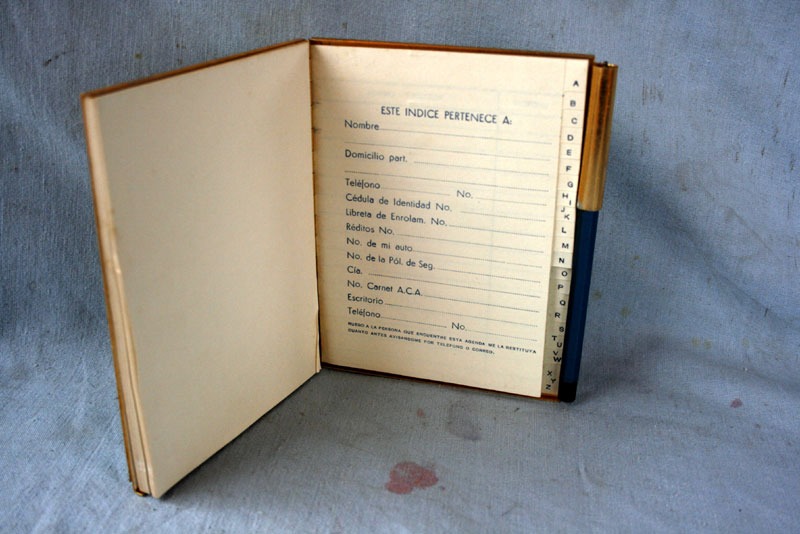 ESTE INDICE PERTENECE A:
Nombre
Domicilio part.
Teléfono No.
Cédula de Identidad No.
Libreta de Enrolam. No.
Réditos No.
No. de mi auto
No. de la Pól. de Seg.
Cía.
No. Carnet A.C.A.
Escritorio
Teléfono No.
RUEGO A LA PERSONA QUE ENCUENTRE ESTA AGENDA ME LA RESTITUYA
CUANTO ANTES AVISANDOME POR TELEFONO O CORREO.
A
B
C
D
E
F
G
H
I
J
K
L
M
N
O
P
Q
R
S
T
U
V
W
X
Y
Z